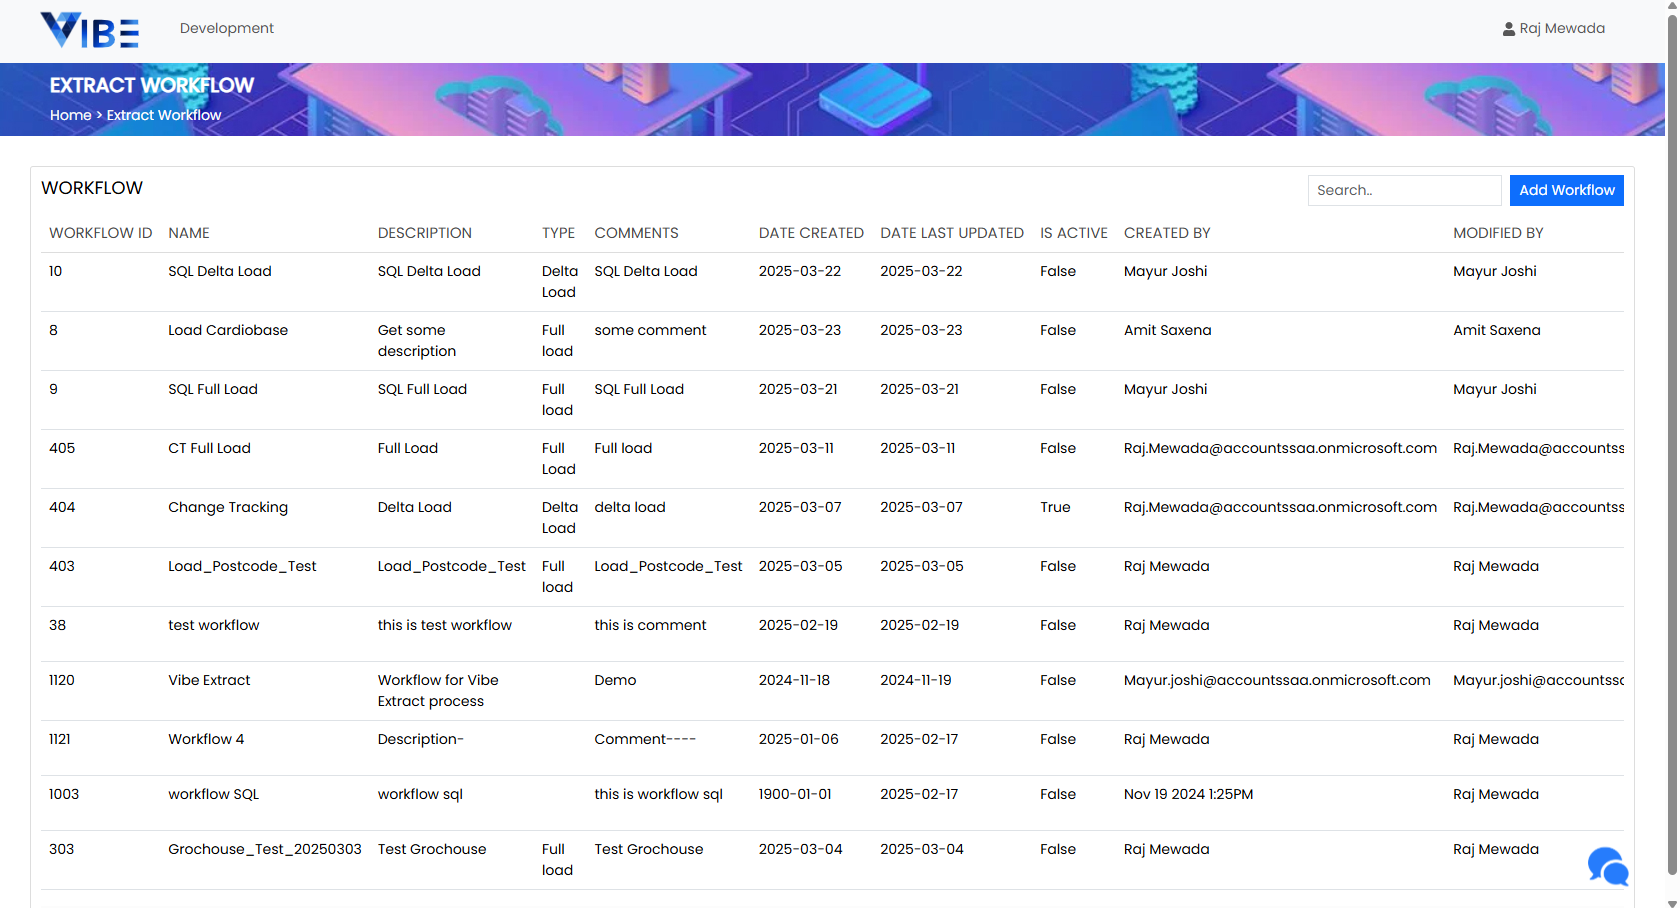 VIBE Development Raj Mewada
EXTRACT WORKFLOW
Home > Extract Workflow
WORKFLOW Search.. Add Workflow
WORKFLOW ID NAME DESCRIPTION TYPE COMMENTS DATE CREATED DATE LAST UPDATED IS ACTIVE CREATED BY MODIFIED BY
10 SQL Delta Load SQL Delta Load Delta SQL Delta Load 2025-03-22 2025-03-22 False Mayur Joshi Mayur Joshi
Load
8 Load Cardiobase Get some Full some comment 2025-03-23 2025-03-23 False Amit Saxena Amit Saxena
description load
9 SQL Full Load SQL Full Load Full SQL Full Load 2025-03-21 2025-03-21 False Mayur Joshi Mayur Joshi
load
405 CT Full Load Full Load Full Full load 2025-03-11 2025-03-11 False Raj.Mewada@accountssaa.onmicrosoft.com Raj.Mewada@accountss
Load
404 Change Tracking Delta Load Delta delta load 2025-03-07 2025-03-07 True Raj.Mewada@accountssaa.onmicrosoft.com Raj.Mewada@accountss
Load
403 Load_Postcode_Test Load_Postcode_Test Full Load_Postcode_Test 2025-03-05 2025-03-05 False Raj Mewada Raj Mewada
load
38 test workflow this is test workflow this is comment 2025-02-19 2025-02-19 False Raj Mewada Raj Mewada
1120 Vibe Extract Workflow for Vibe Demo 2024-11-18 2024-11-19 False Mayur.joshi@accountssaa.onmicrosoft.com Mayur.joshi@accountssa
Extract process
1121 Workflow 4 Description- Comment---- 2025-01-06 2025-02-17 False Raj Mewada Raj Mewada
1003 workflow SQL workflow sql this is workflow sql 1900-01-01 2025-02-17 False Nov 19 2024 1:25PM Raj Mewada
303 Grochouse_Test_20250303 Test Grochouse Full Test Grochouse 2025-03-04 2025-03-04 False Raj Mewada Raj Mewada
load